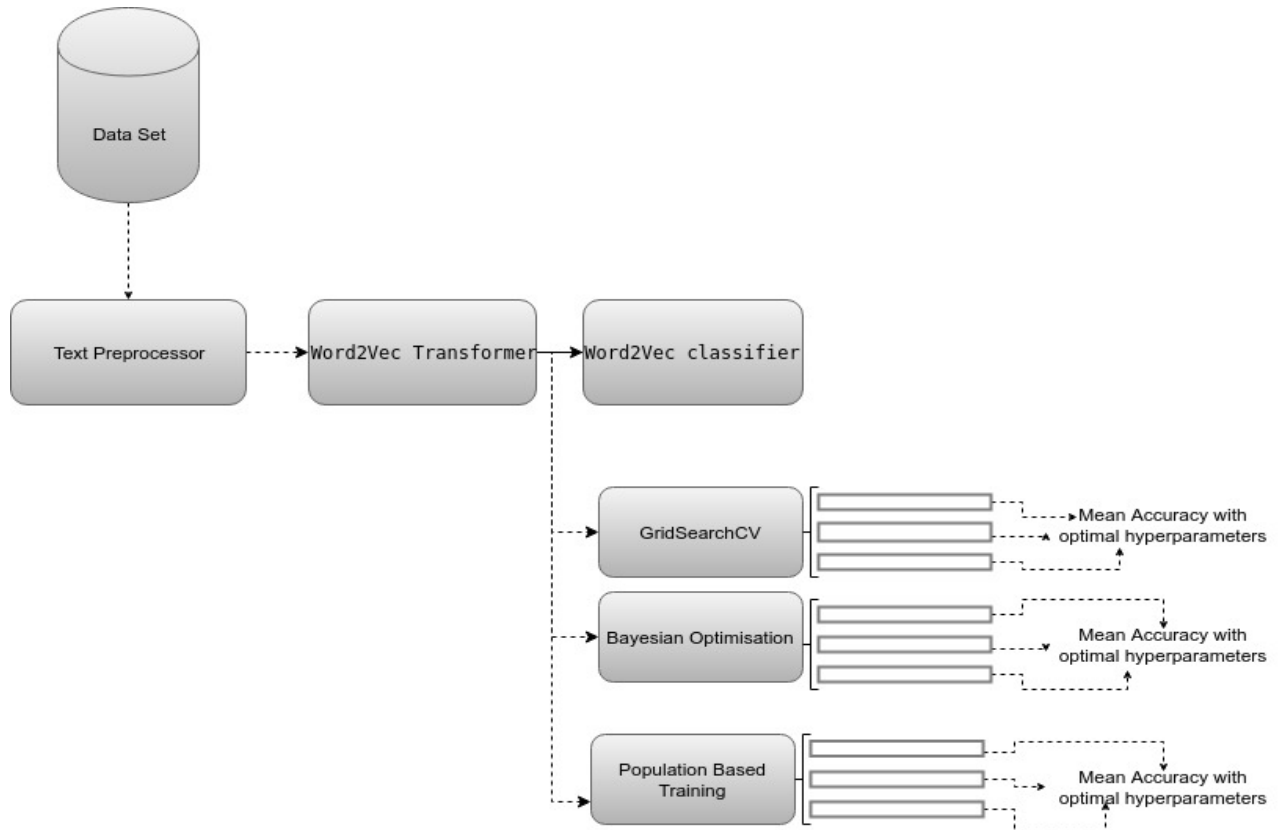 Data Set
Text Preprocessor
Word2Vec Transformer
Word2Vec classifier
GridSearchCV
Mean Accuracy with
optimal hyperparameters
Bayesian Optimisation
Mean Accuracy with
optimal hyperparameters
Population Based
Training
Mean Accuracy with
optimal hyperparameters